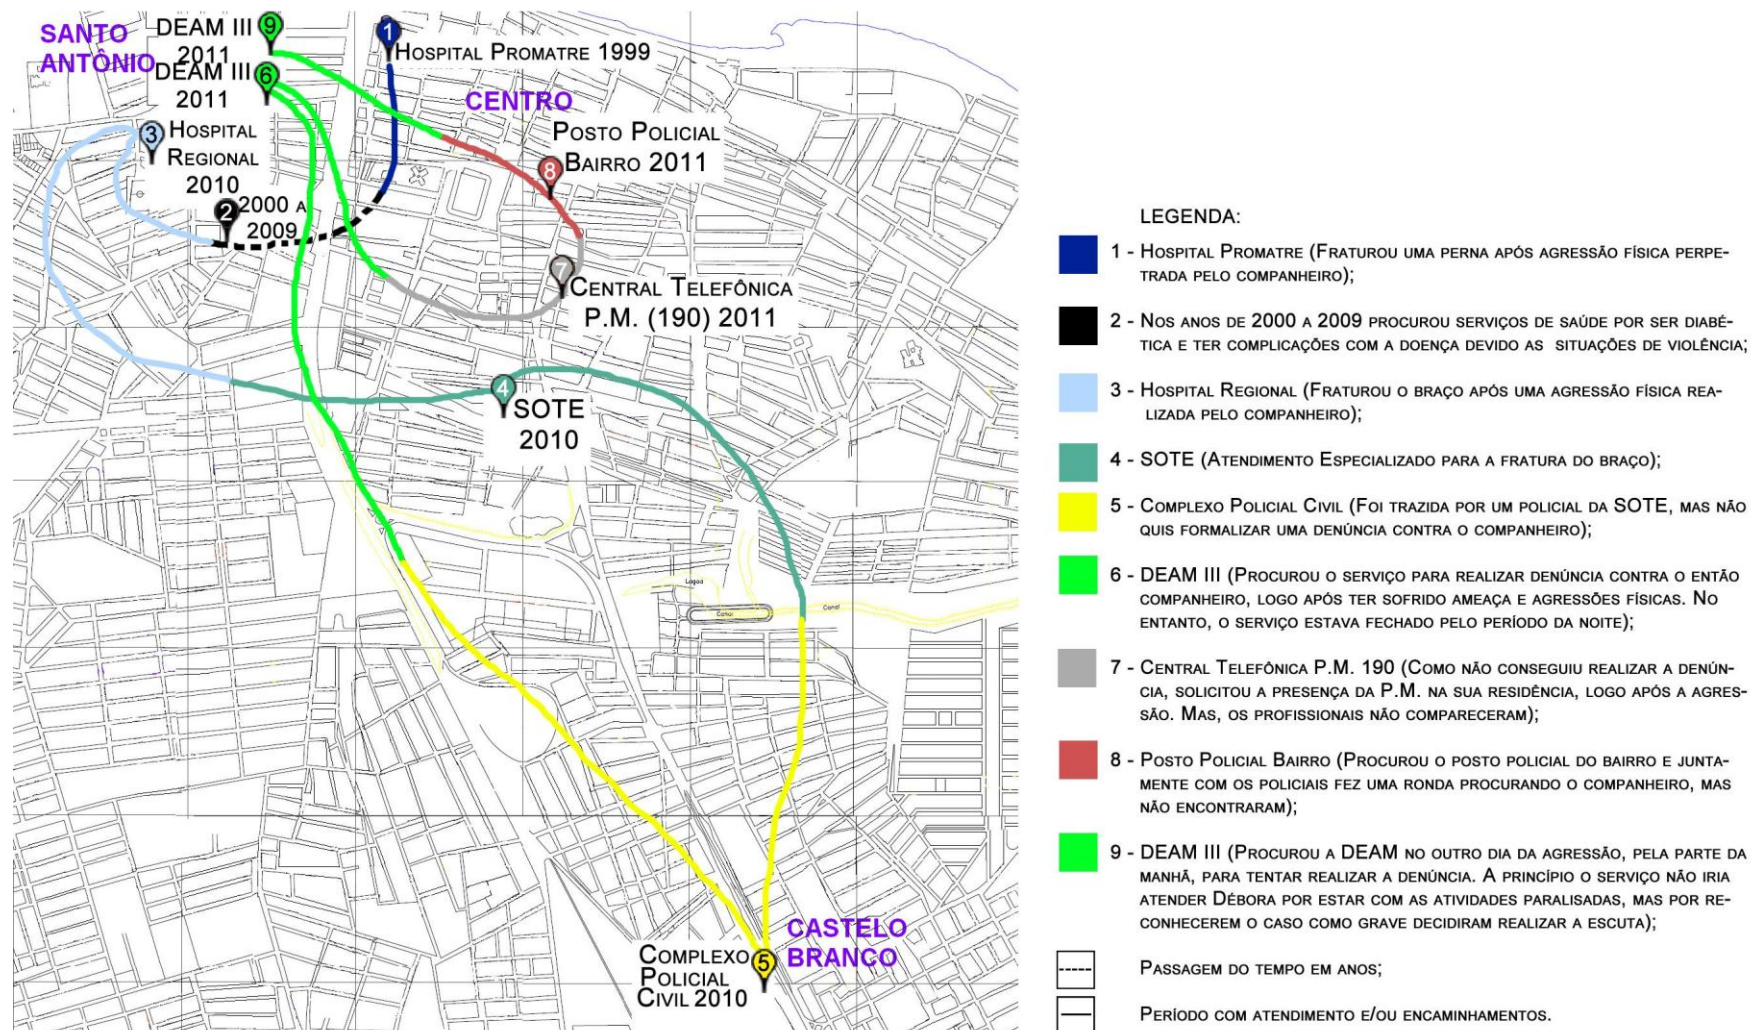 SANTO
ANTÔNIO
DEAM III
2011
9
DEAM III
2011
6
1
Hospital Promatre 1999
CENTRO
3
Hospital
Regional
2010
Posto Policial
Bairro 2011
8
2
2000 a
2009
7
Central Telefônica
P.M. (190) 2011
4
SOTE
2010
Lagoa
Canal
Canal
CASTELO
BRANCO
Complexo
Policial
Civil 2010
5
LEGENDA:
1 - Hospital Promatre (Fraturou uma perna após agressão física perpe-
trada pelo companheiro);
2 - Nos anos de 2000 a 2009 procurou serviços de saúde por ser diabé-
tica e ter complicações com a doença devido as situações de violência;
3 - Hospital Regional (Fraturou o braço após uma agressão física rea-
lizada pelo companheiro);
4 - SOTE (Atendimento Especializado para a fratura do braço);
5 - Complexo Policial Civil (Foi trazida por um policial da SOTE, mas não
quis formalizar uma denúncia contra o companheiro);
6 - DEAM III (Procurou o serviço para realizar denúncia contra o então
companheiro, logo após ter sofrido ameaça e agressões físicas. No
entanto, o serviço estava fechado pelo período da noite);
7 - Central Telefônica P.M. 190 (Como não conseguiu realizar a denún-
cia, solicitou a presença da P.M. na sua residência, logo após a agres-
são. Mas, os profissionais não compareceram);
8 - Posto Policial Bairro (Procurou o posto policial do bairro e junta-
mente com os policiais fez uma ronda procurando o companheiro, mas
não encontraram);
9 - DEAM III (Procurou a DEAM no outro dia da agressão, pela parte da
manhã, para tentar realizar a denúncia. A princípio o serviço não iria
atender Débora por estar com as atividades paralisadas, mas por re-
conhecerem o caso como grave decidiram realizar a escuta);
Passagem do tempo em anos;
Período com atendimento e/ou encaminhamentos.